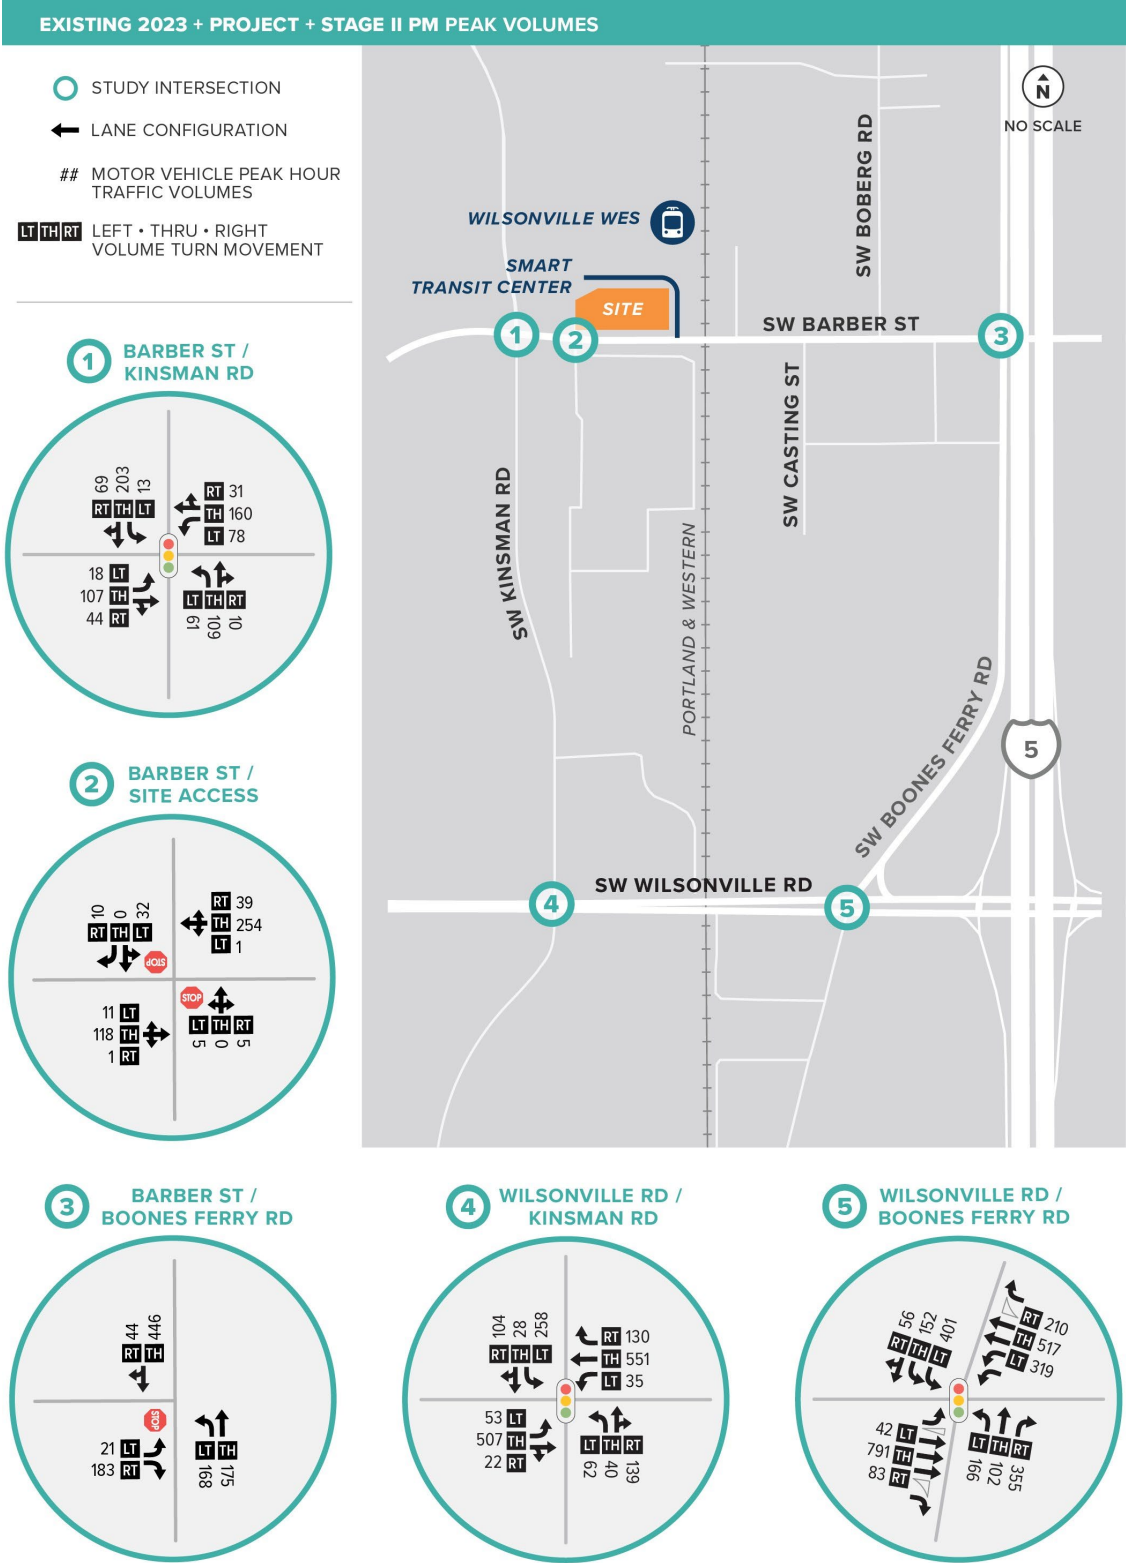 EXISTING 2023 + PROJECT + STAGE II PM PEAK VOLUMES
STUDY INTERSECTION
LANE CONFIGURATION
## MOTOR VEHICLE PEAK HOUR
TRAFFIC VOLUMES
LT TH RT LEFT • THRU • RIGHT
VOLUME TURN MOVEMENT
N
NO SCALE
SW BOBERG RD
WILSONVILLE WES
SMART
TRANSIT CENTER
SITE
SW BARBER ST
1
2
3
SW CASTING ST
SW KINSMAN RD
PORTLAND & WESTERN
SW BOONES FERRY RD
5
SW WILSONVILLE RD
4
5
1 BARBER ST /
KINSMAN RD
69 203 13
RT TH LT
RT 31
TH 160
LT 78
18 LT
107 TH
44 RT
LT TH RT
61 109 10
2 BARBER ST /
SITE ACCESS
10 0 32
RT TH LT
STOP
RT 39
TH 254
LT 1
11 LT
118 TH
1 RT
STOP
LT TH RT
5 0 5
3 BARBER ST /
BOONES FERRY RD
44 446
RT TH
STOP
21 LT
183 RT
LT TH
168 175
4 WILSONVILLE RD /
KINSMAN RD
104 28 258
RT TH LT
RT 130
TH 551
LT 35
53 LT
507 TH
22 RT
LT TH RT
62 40 139
5 WILSONVILLE RD /
BOONES FERRY RD
56 152 401
RT TH LT
RT 210
TH 517
LT 319
42 LT
791 TH
83 RT
LT TH RT
166 102 355